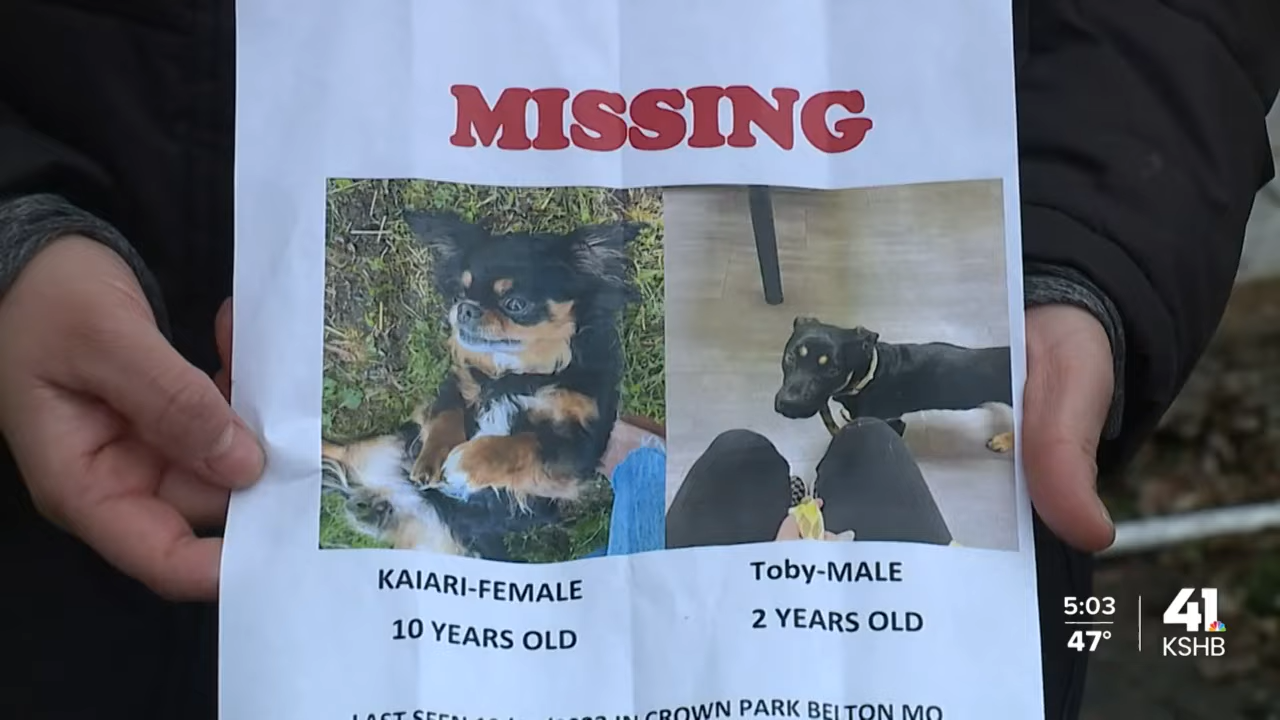 MISSING
KAIARI-FEMALE
10 YEARS OLD
Toby-MALE
2 YEARS OLD
LAST SEEN IN CROWN PARK BELTON MO
5:03
47°
41
KSHB